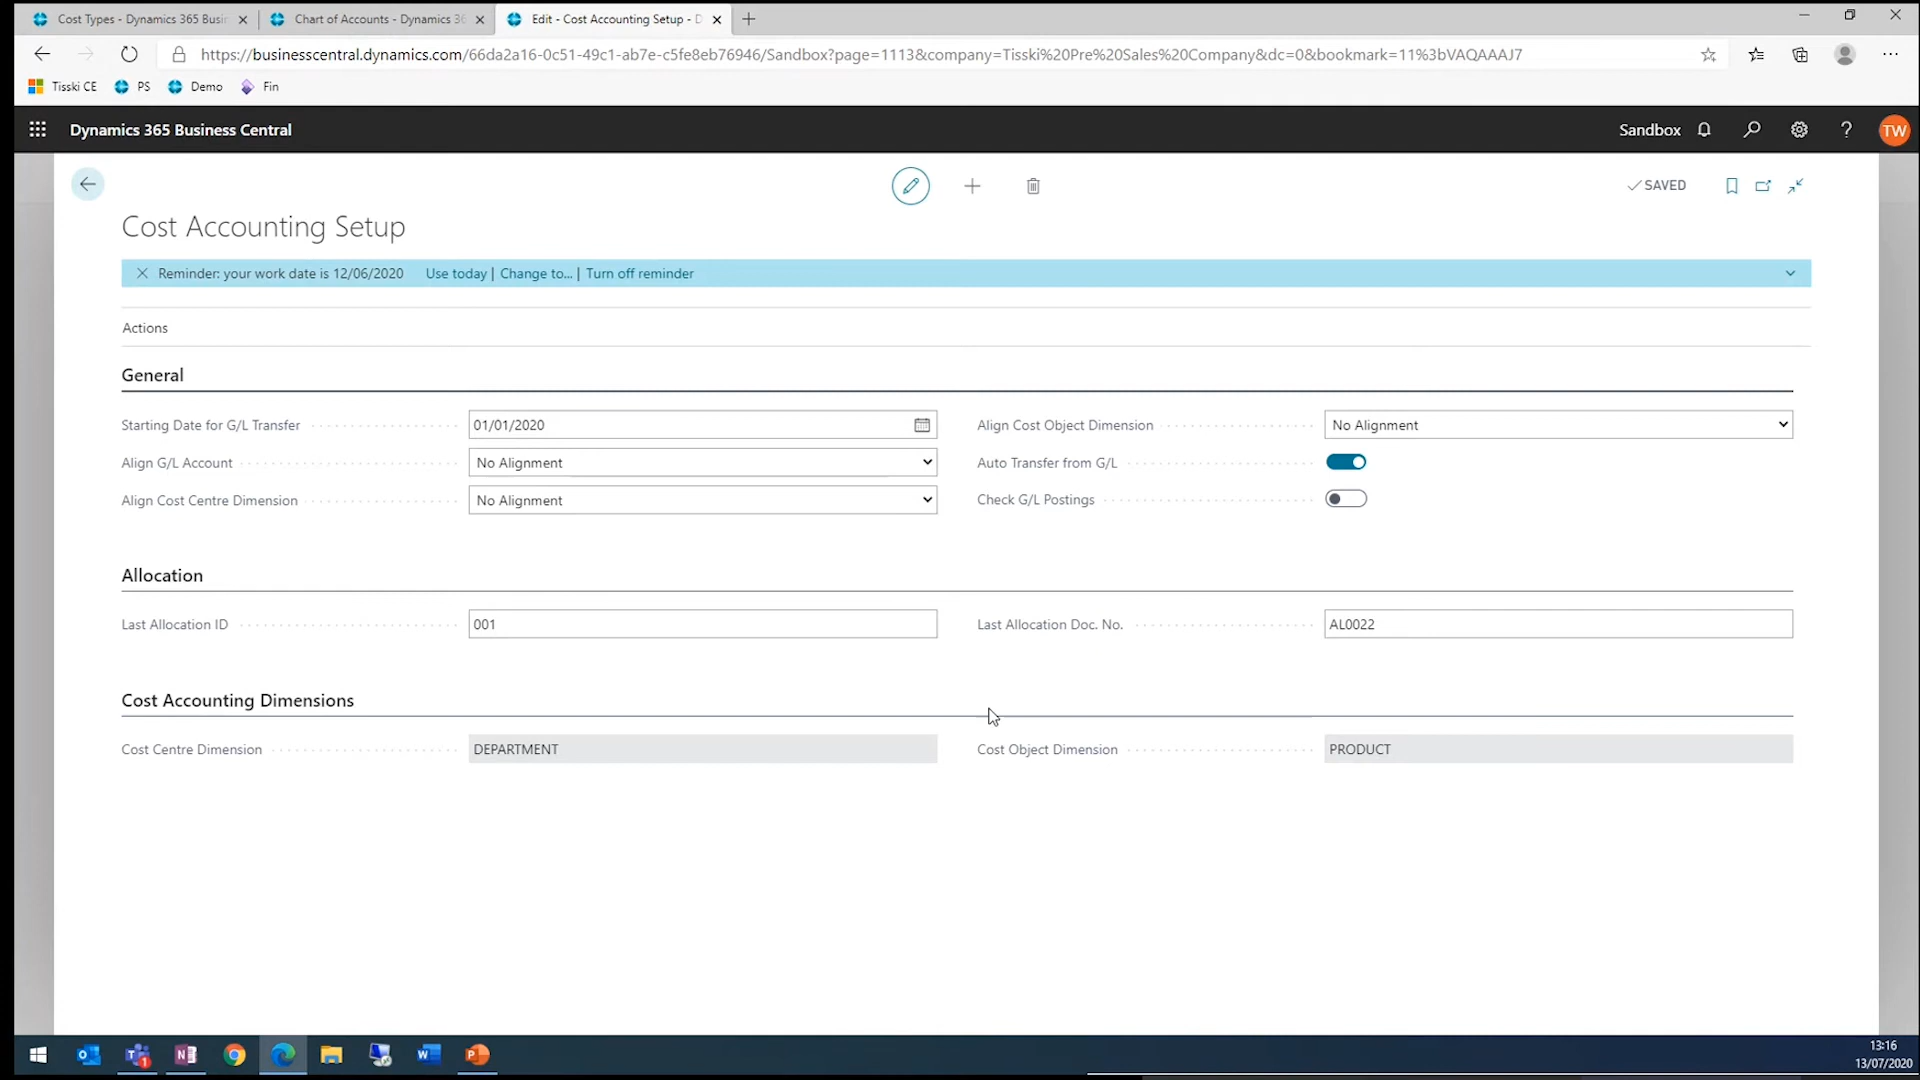 Cost Types - Dynamics 365 Busin
Chart of Accounts - Dynamics 36
Edit - Cost Accounting Setup - D
https://businesscentral.dynamics.com/66da2a16-0c51-49c1-ab7e-c5fe8eb76946/Sandbox?page=1113&company=Tisski%20Pre%20Sales%20Company&dc=0&bookmark=11%3bVAQAAAJ7
Tisski CE
PS
Demo
Fin
Dynamics 365 Business Central
Sandbox
?
TW
SAVED
Cost Accounting Setup
Reminder: your work date is 12/06/2020 Use today | Change to... | Turn off reminder
Actions
General
Starting Date for G/L Transfer 01/01/2020
Align Cost Object Dimension No Alignment
Align G/L Account No Alignment
Auto Transfer from G/L
Align Cost Centre Dimension No Alignment
Check G/L Postings
Allocation
Last Allocation ID 001
Last Allocation Doc. No. AL0022
Cost Accounting Dimensions
Cost Centre Dimension DEPARTMENT
Cost Object Dimension PRODUCT
13:16
13/07/2020